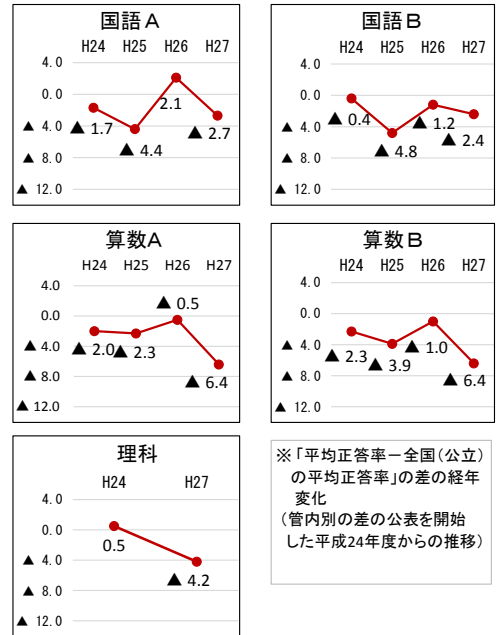 国語A
H24 H25 H26 H27
4.0
0.0
▲ 4.0
▲ 8.0
▲ 12.0
▲ 1.7
▲ 4.4
2.1
▲ 2.7
国語B
H24 H25 H26 H27
4.0
0.0
▲ 4.0
▲ 8.0
▲ 12.0
▲ 0.4
▲ 4.8
▲ 1.2
▲ 2.4
算数A
H24 H25 H26 H27
4.0
0.0
▲ 4.0
▲ 8.0
▲ 12.0
▲ 2.0
▲ 2.3
▲ 0.5
▲ 6.4
算数B
H24 H25 H26 H27
4.0
0.0
▲ 4.0
▲ 8.0
▲ 12.0
▲ 2.3
▲ 3.9
▲ 1.0
▲ 6.4
理科
H24 H27
4.0
0.0
▲ 4.0
▲ 8.0
▲ 12.0
0.5
▲ 4.2
※「平均正答率－全国(公立)
の平均正答率」の差の経年
変化
(管内別の差の公表を開始
した平成24年度からの推移)